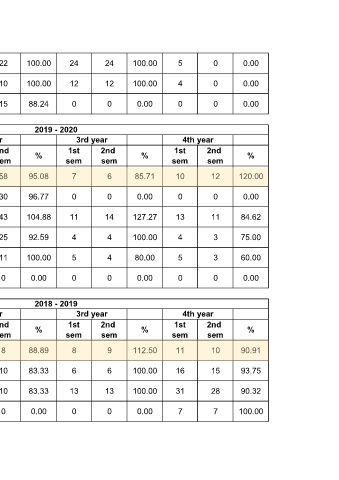 22 100.00 24 24 100.00 5 0 0.00
10 100.00 12 12 100.00 4 0 0.00
15 88.24 0 0 0.00 0 0 0.00
2019 - 2020
r 3rd year 4th year
nd sem % 1st sem 2nd sem % 1st sem 2nd sem %
58 95.08 7 6 85.71 10 12 120.00
30 96.77 0 0 0.00 0 0 0.00
43 104.88 11 14 127.27 13 11 84.62
25 92.59 4 4 100.00 4 3 75.00
11 100.00 5 4 80.00 5 3 60.00
0 0.00 0 0 0.00 0 0 0.00
2018 - 2019
r 3rd year 4th year
nd sem % 1st sem 2nd sem % 1st sem 2nd sem %
8 88.89 8 9 112.50 11 10 90.91
10 83.33 6 6 100.00 16 15 93.75
10 83.33 13 13 100.00 31 28 90.32
0 0.00 0 0 0.00 7 7 100.00